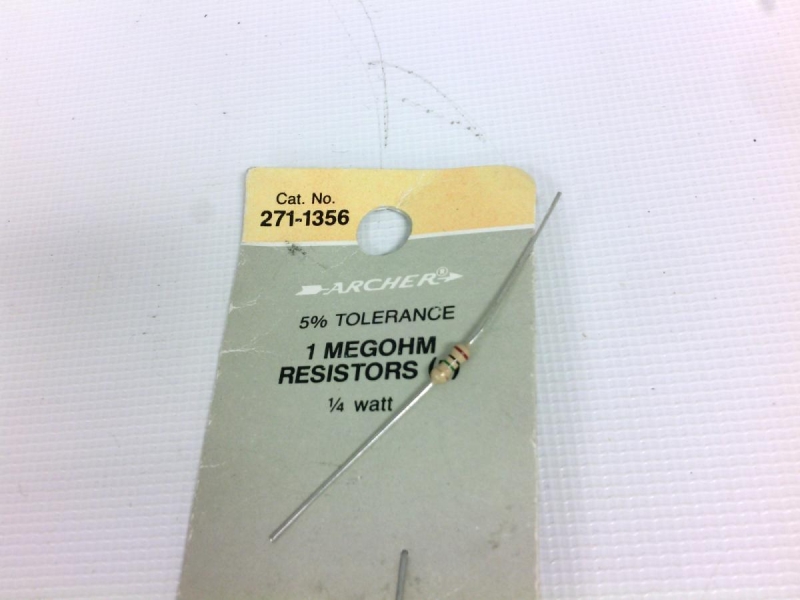 Cat. No.
271-1356
ARCHER®
5% TOLERANCE
1 MEGOHM
RESISTORS
¼ watt